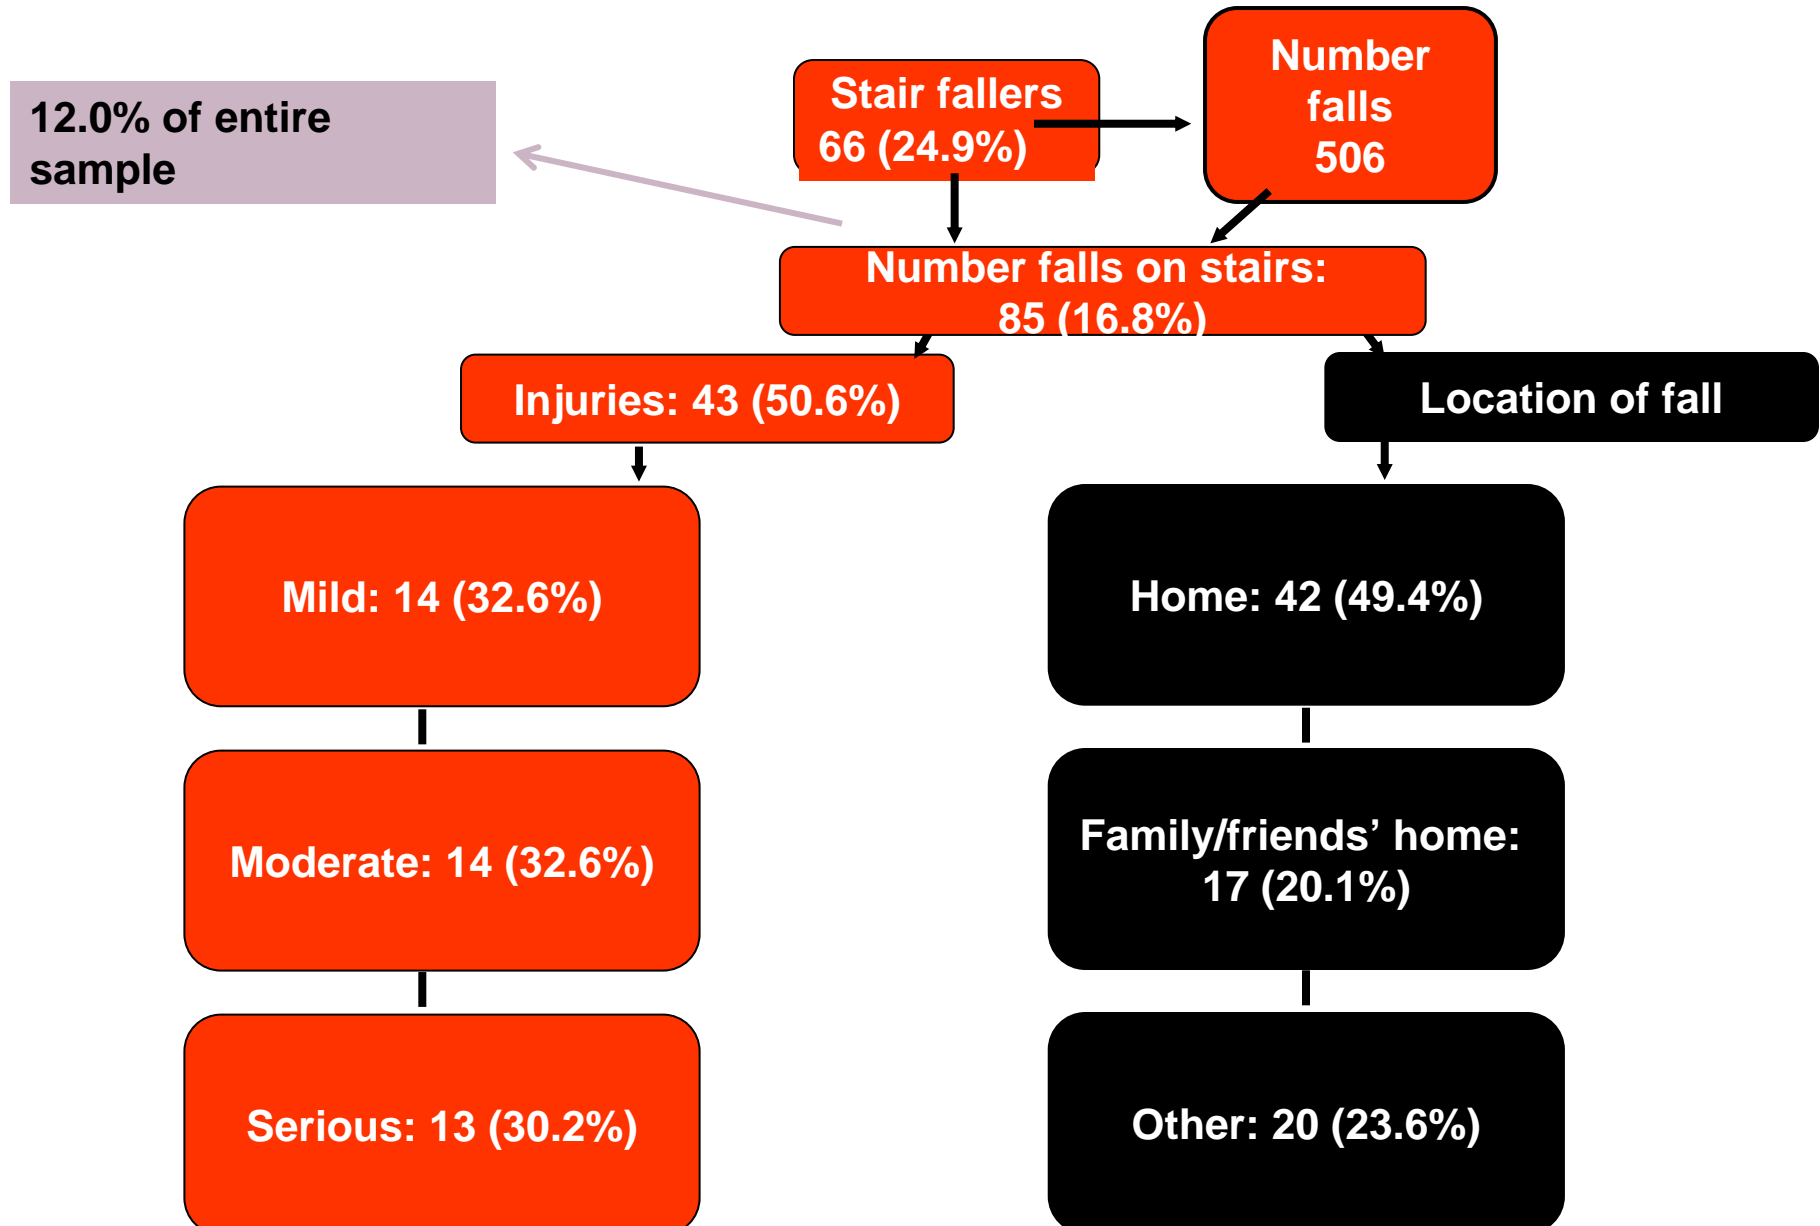 12.0% of entire
sample
Stair fallers
66 (24.9%)
Number
falls
506
Number falls on stairs:
85 (16.8%)
Injuries: 43 (50.6%)
Location of fall
Mild: 14 (32.6%)
Moderate: 14 (32.6%)
Serious: 13 (30.2%)
Home: 42 (49.4%)
Family/friends’ home:
17 (20.1%)
Other: 20 (23.6%)